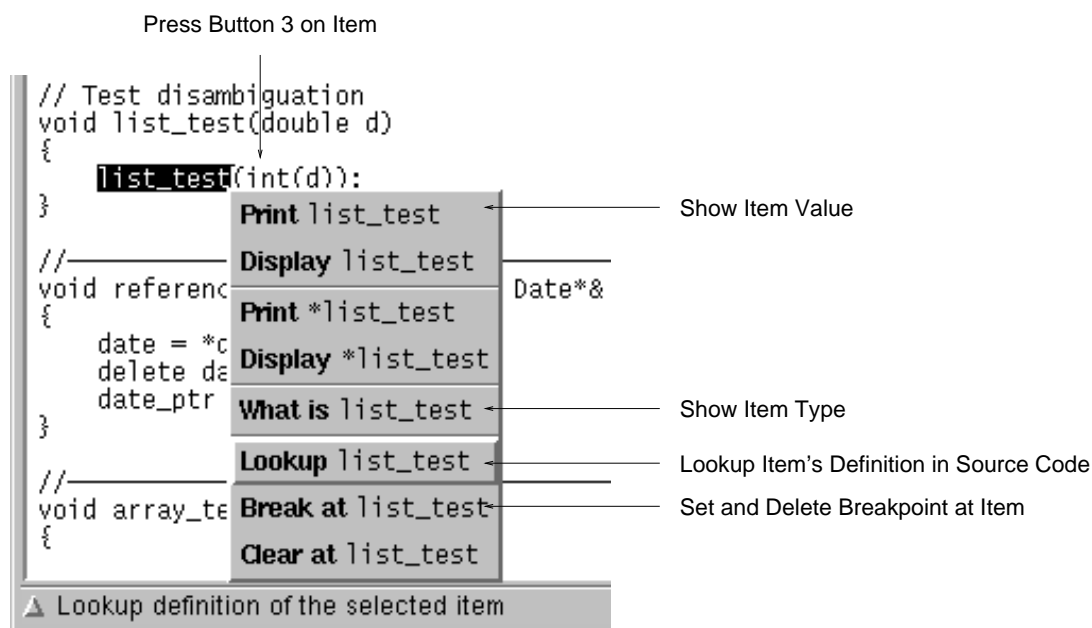 Press Button 3 on Item
// Test disambiguation
void list_test(double d)
{
list_test(int(d));
}
Print list_test
Show Item Value
Display list_test
//
void referenc
Date*&
{
Print *list_test
date = *c
Display *list_test
delete da
date_ptr
What is list_test
Show Item Type
}
Lookup list_test
Lookup Item's Definition in Source Code
//
void array_te
Break at list_test
Set and Delete Breakpoint at Item
{
Clear at list_test
Lookup definition of the selected item